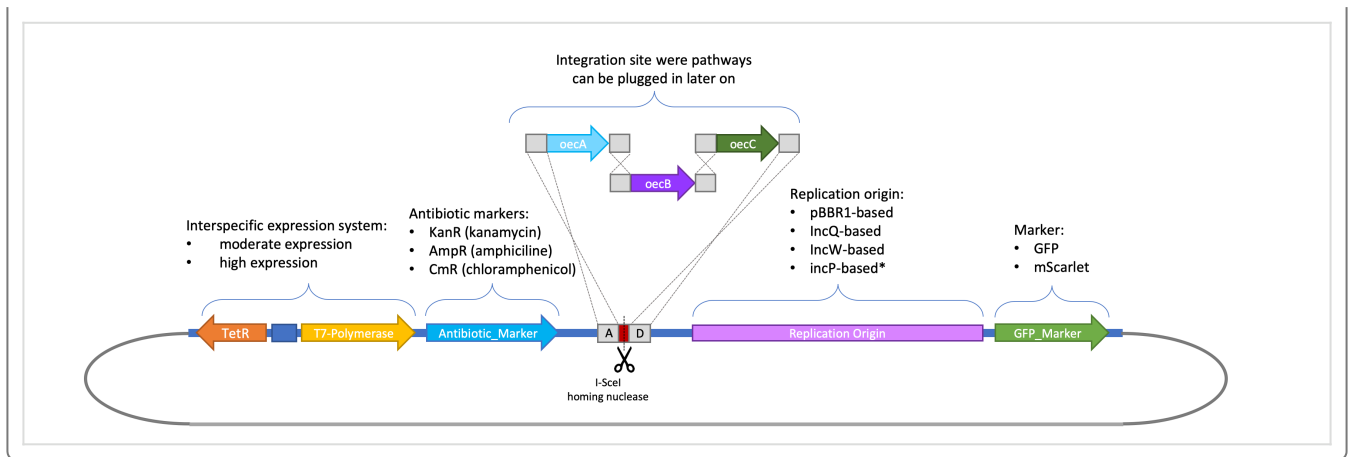 Integration site were pathways
can be plugged in later on
oecA
oecC
oecB
Interspecific expression system:
• moderate expression
• high expression
Antibiotic markers:
• KanR (kanamycin)
• AmpR (amphiciline)
• CmR (chloramphenicol)
Replication origin:
• pBBR1-based
• IncQ-based
• IncW-based
• incP-based*
Marker:
• GFP
• mScarlet
TetR
T7-Polymerase
Antibiotic_Marker
A
D
Replication Origin
GFP_Marker
I-SceI
homing nuclease